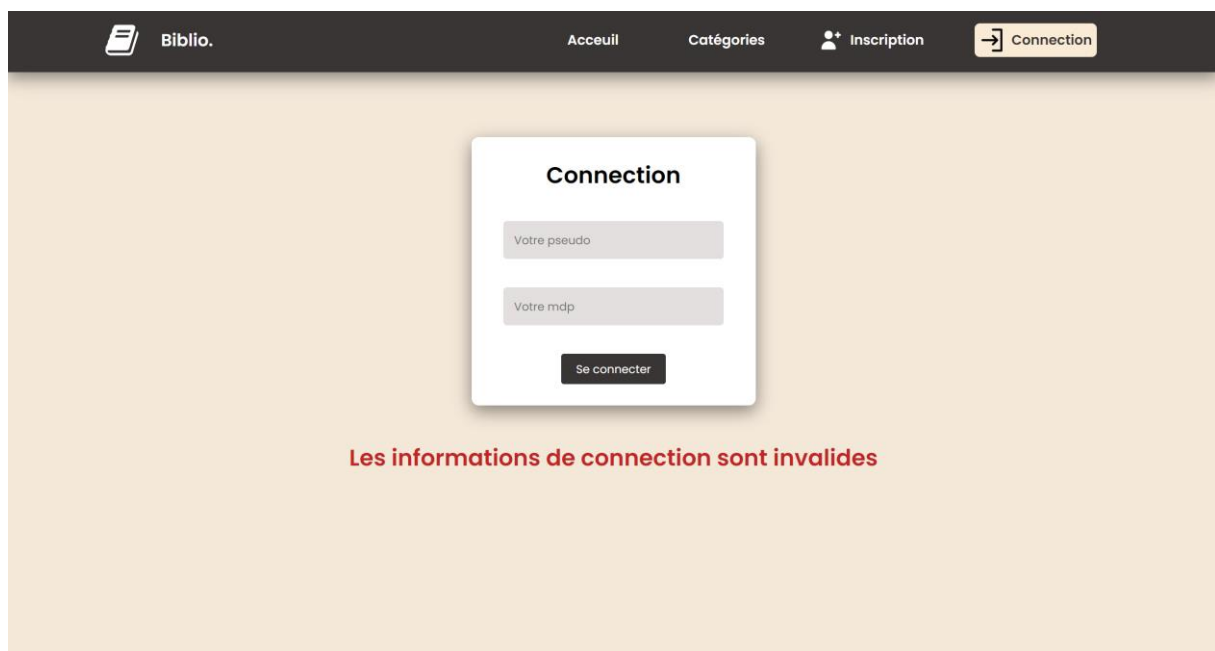 Biblio.
Acceuil
Catégories
Inscription
Connection
Connection
Votre pseudo
Votre mdp
Se connecter
Les informations de connection sont invalides